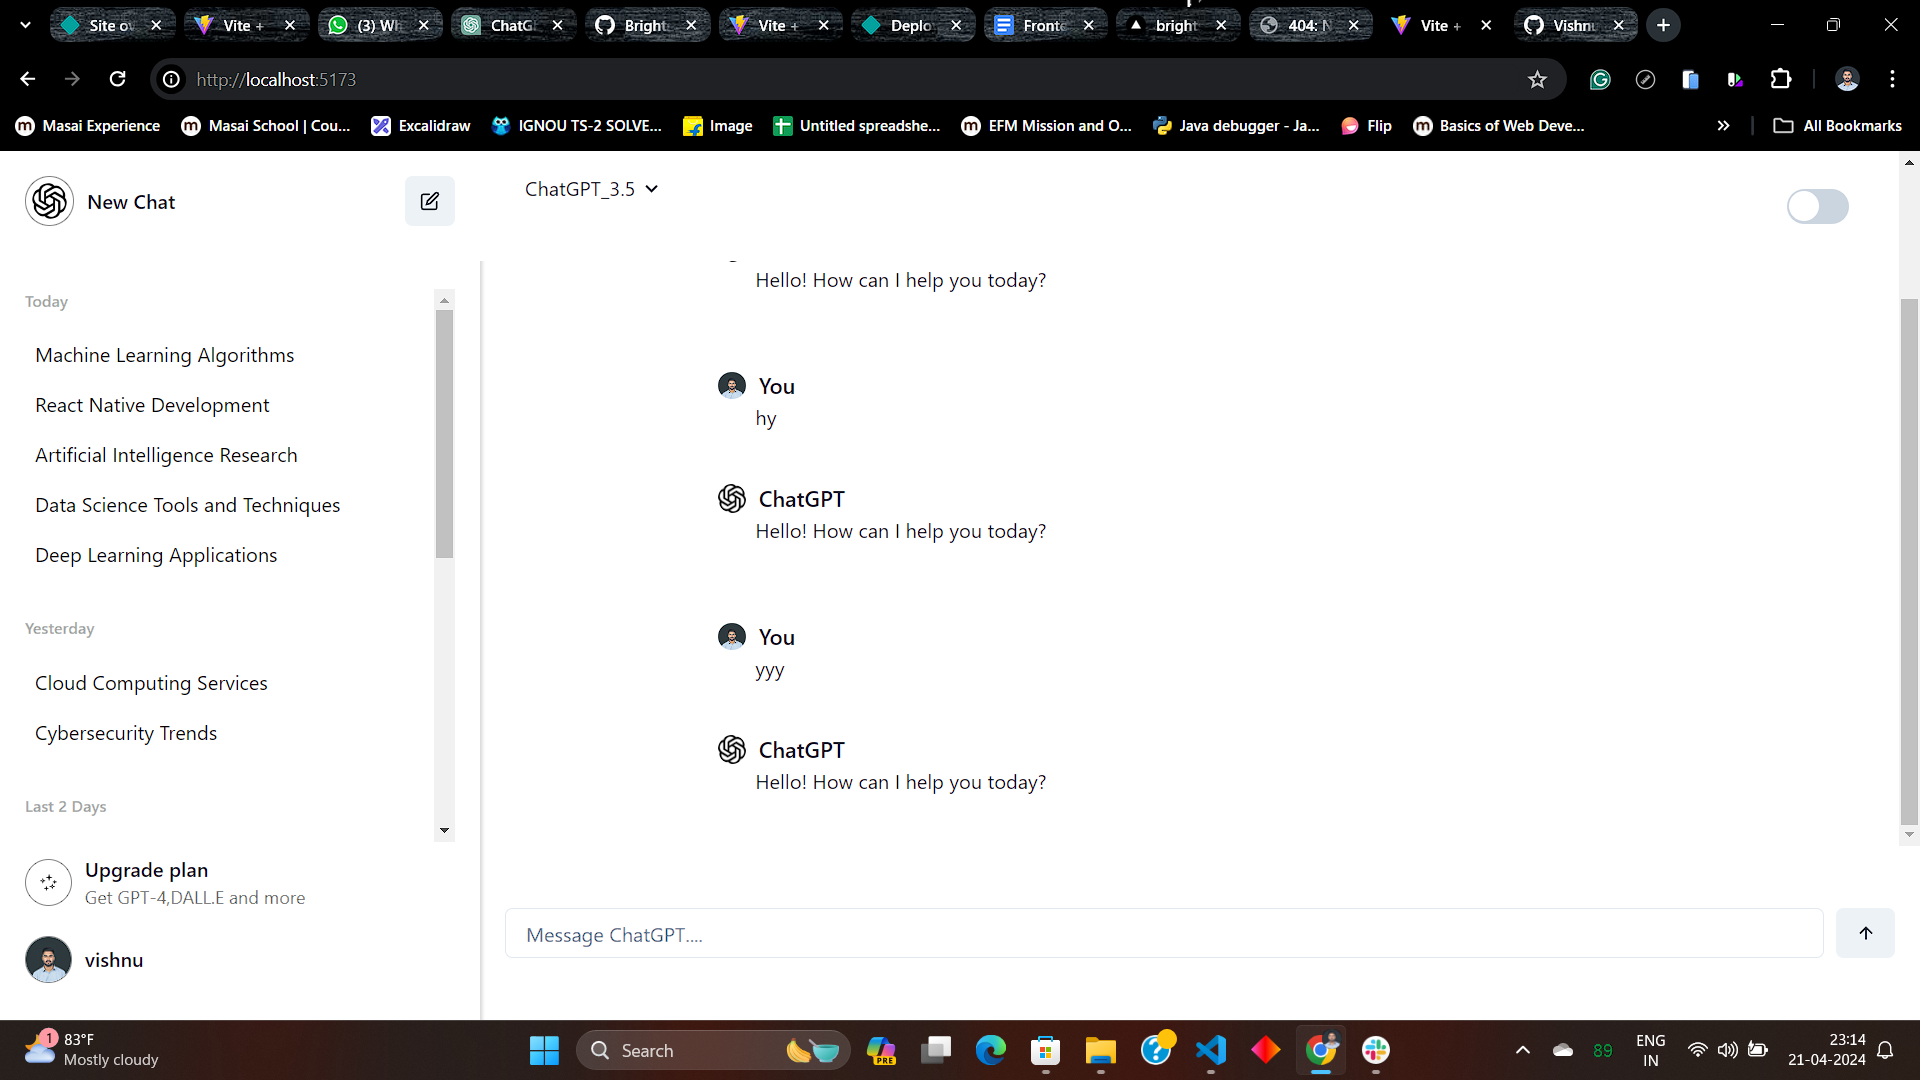 Site ov
Vite +
(3) Wh
ChatGP
Bright
Vite +
Deplo
Fronte
bright
404: N
Vite +
Vishnu
http://localhost:5173
Masai Experience
Masai School | Cou...
Excalidraw
IGNOU TS-2 SOLVE...
Image
Untitled spreadshe...
EFM Mission and O...
Java debugger - Ja...
Flip
Basics of Web Deve...
All Bookmarks
New Chat
ChatGPT_3.5
Today
Machine Learning Algorithms
React Native Development
Artificial Intelligence Research
Data Science Tools and Techniques
Deep Learning Applications
Yesterday
Cloud Computing Services
Cybersecurity Trends
Last 2 Days
Upgrade plan
Get GPT-4,DALL.E and more
vishnu
Hello! How can I help you today?
You
hy
ChatGPT
Hello! How can I help you today?
You
yyy
ChatGPT
Hello! How can I help you today?
Message ChatGPT....
1
83°F
Mostly cloudy
Search
PRE
89
ENG
IN
23:14
21-04-2024